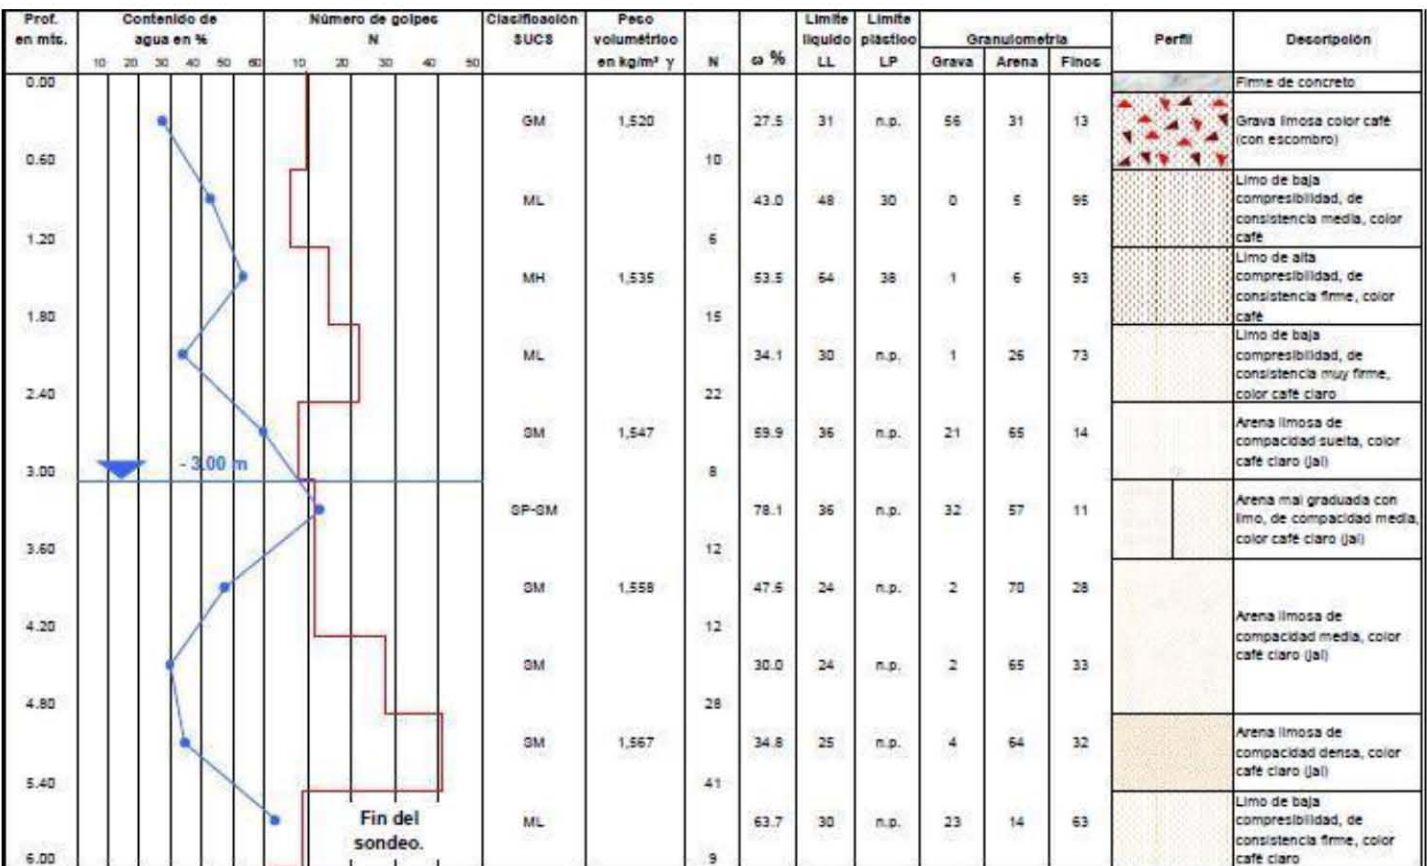 Prof. en mts. Contenido de agua en % Número de golpes N Clasificación SUCS Peso volumétrico en kg/m³ γ N ω % Limite liquido LL Limite plástico LP Granulometria Perfil Descripción
10 20 30 40 50 60 10 20 30 40 50 Grava Arena Finos
0.00 Firme de concreto
GM 1,520 27.5 31 n.p. 56 31 13 Grava limosa color café (con escombro)
0.60 10
ML 43.0 48 30 0 5 95 Limo de baja compresibilidad, de consistencia media, color café
1.20 6
MH 1,535 53.5 64 38 1 6 93 Limo de alta compresibilidad, de consistencia firme, color café
1.80 15
ML 34.1 30 n.p. 1 26 73 Limo de baja compresibilidad, de consistencia muy firme, color café claro
2.40 22
SM 1,547 59.9 36 n.p. 21 65 14 Arena limosa de compacidad suelta, color café claro (jal)
- 3.00 m
3.00 8
SP-SM 78.1 36 n.p. 32 57 11 Arena mal graduada con limo, de compacidad media, color café claro (jal)
3.60 12
SM 1,558 47.5 24 n.p. 2 70 28
4.20 12 Arena limosa de compacidad media, color café claro (jal)
SM 30.0 24 n.p. 2 65 33
4.80 28
SM 1,567 34.8 25 n.p. 4 64 32 Arena limosa de compacidad densa, color café claro (jal)
5.40 41
Fin del sondeo.
ML 63.7 30 n.p. 23 14 63 Limo de baja compresibilidad, de consistencia firme, color café claro
6.00 9